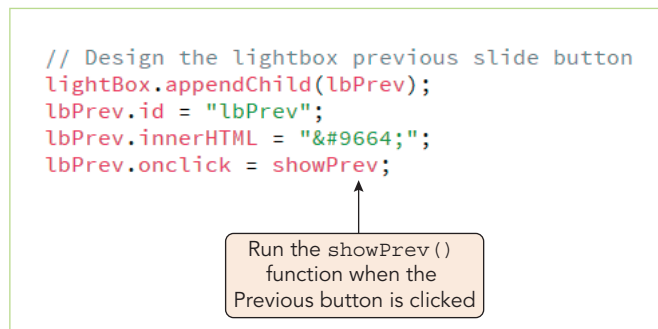 // Design the lightbox previous slide button
lightBox.appendChild(lbPrev);
lbPrev.id = "lbPrev";
lbPrev.innerHTML = "&#9664;";
lbPrev.onclick = showPrev;
Run the showPrev()
function when the
Previous button is clicked